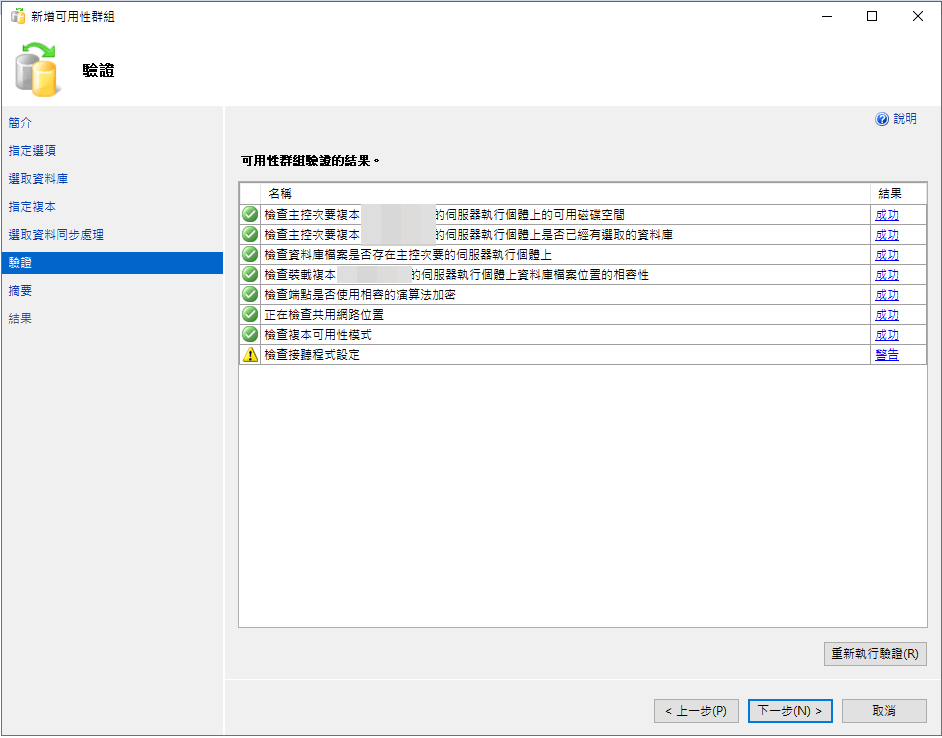 新增可用性群組
驗證
簡介
指定選項
選取資料庫
指定複本
選取資料同步處理
驗證
摘要
結果
說明
可用性群組驗證的結果。
名稱 結果
檢查主控次要複本 的伺服器執行個體上的可用磁碟空間 成功
檢查主控次要複本 的伺服器執行個體上是否已經有選取的資料庫 成功
檢查資料庫檔案是否存在主控次要的伺服器執行個體上 成功
檢查裝載複本 的伺服器執行個體上資料庫檔案位置的相容性 成功
檢查端點是否使用相容的演算法加密 成功
正在檢查共用網路位置 成功
檢查複本可用性模式 成功
檢查接聽程式設定 警告
重新執行驗證(R)
< 上一步(P) 下一步(N) > 取消